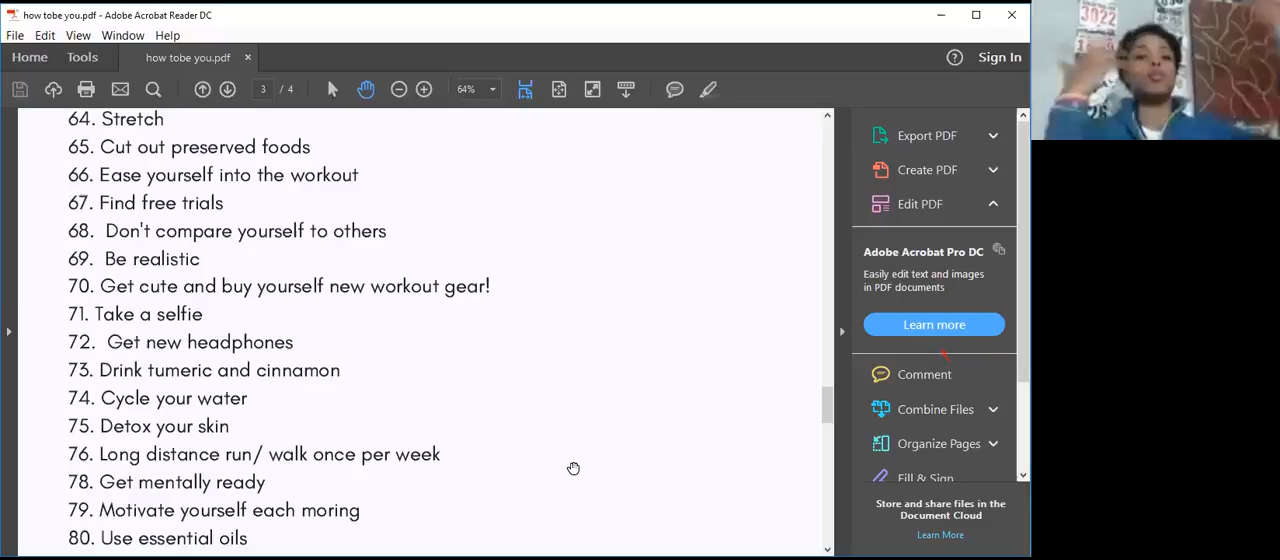 how tobe you.pdf - Adobe Acrobat Reader DC
File Edit View Window Help
Home Tools how tobe you.pdf × ? Sign In
3 / 4 64%
64. Stretch
65. Cut out preserved foods
66. Ease yourself into the workout
67. Find free trials
68. Don't compare yourself to others
69. Be realistic
70. Get cute and buy yourself new workout gear!
71. Take a selfie
72. Get new headphones
73. Drink tumeric and cinnamon
74. Cycle your water
75. Detox your skin
76. Long distance run/ walk once per week
78. Get mentally ready
79. Motivate yourself each moring
80. Use essential oils
Export PDF
Create PDF
Edit PDF
Adobe Acrobat Pro DC
Easily edit text and images
in PDF documents
Learn more
Comment
Combine Files
Organize Pages
Fill & Sign
Store and share files in the
Document Cloud
Learn More
3022